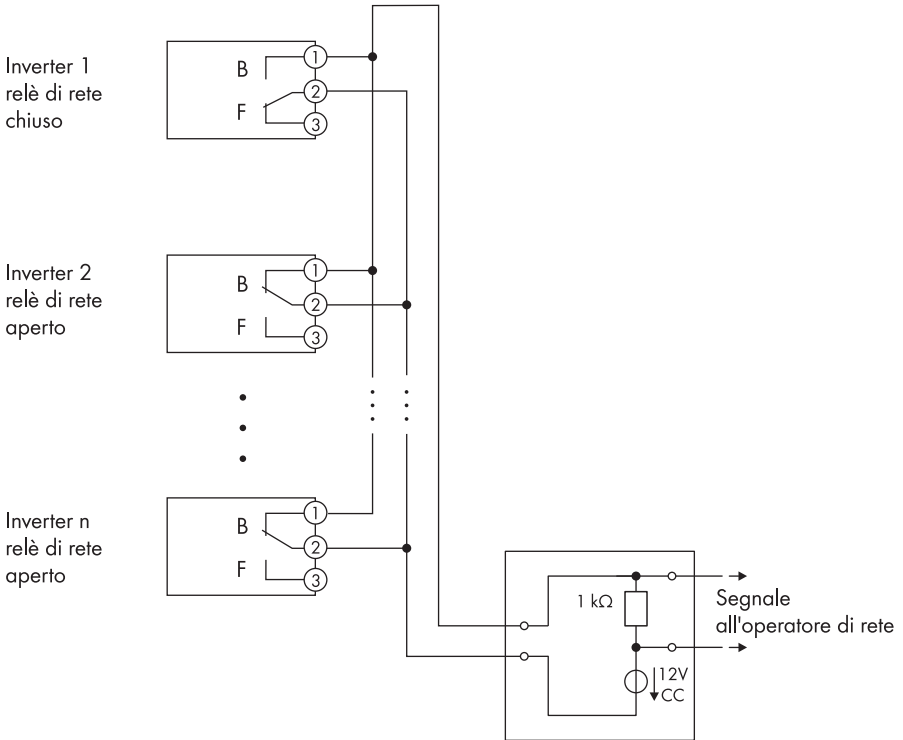 Inverter 1
relè di rete
chiuso
B
F
1
2
3
Inverter 2
relè di rete
aperto
B
F
1
2
3
Inverter n
relè di rete
aperto
B
F
1
2
3
1 kΩ
12V
CC
Segnale
all'operatore di rete